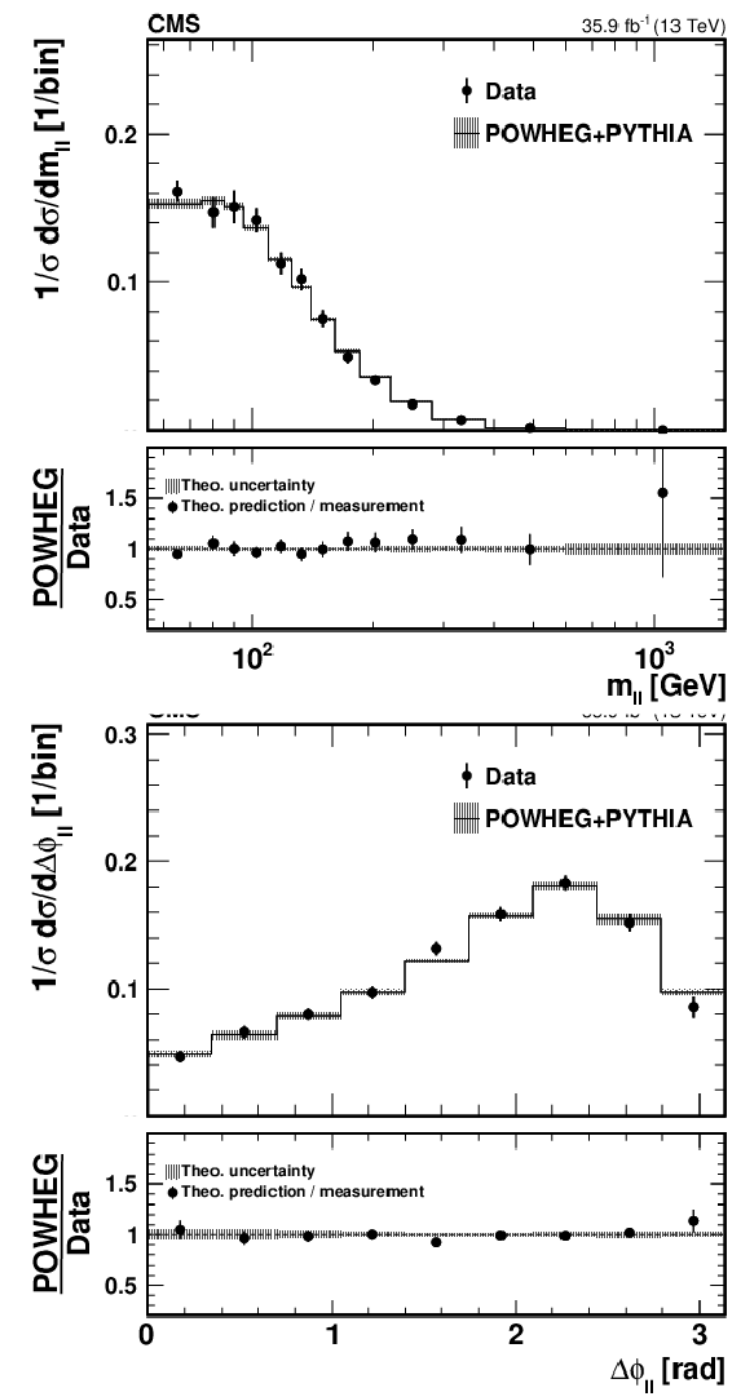 CMS 35.9 fb⁻¹ (13 TeV)
1/σ dσ/dm_ll [1/bin]
0.2
0.1
Data
POWHEG+PYTHIA
POWHEG
Data
1.5
1
0.5
Theo. uncertainty
Theo. prediction / measurement
10² 10³
m_ll [GeV]
1/σ dσ/dΔϕ_ll [1/bin]
0.3
0.2
0.1
Data
POWHEG+PYTHIA
POWHEG
Data
1.5
1
0.5
Theo. uncertainty
Theo. prediction / measurement
0 1 2 3
Δϕ_ll [rad]